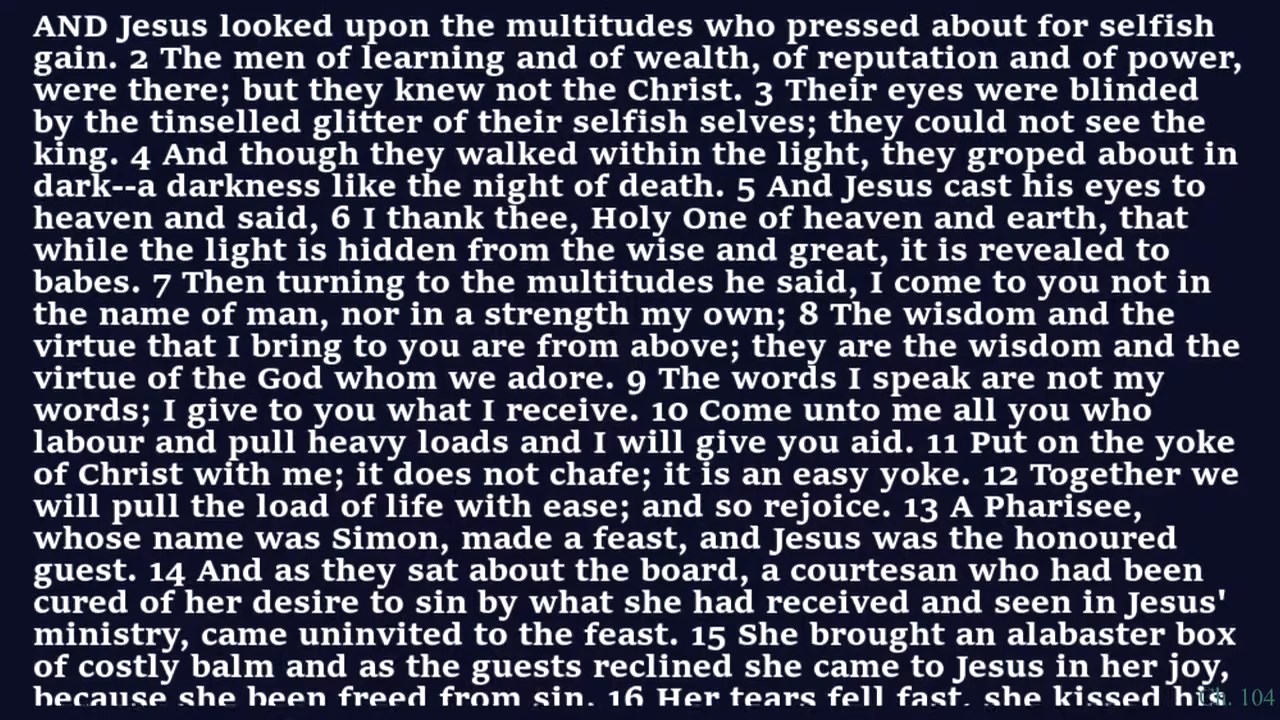 AND Jesus looked upon the multitudes who pressed about for selfish
gain. 2 The men of learning and of wealth, of reputation and of power,
were there; but they knew not the Christ. 3 Their eyes were blinded
by the tinselled glitter of their selfish selves; they could not see the
king. 4 And though they walked within the light, they groped about in
dark--a darkness like the night of death. 5 And Jesus cast his eyes to
heaven and said, 6 I thank thee, Holy One of heaven and earth, that
while the light is hidden from the wise and great, it is revealed to
babes. 7 Then turning to the multitudes he said, I come to you not in
the name of man, nor in a strength my own; 8 The wisdom and the
virtue that I bring to you are from above; they are the wisdom and the
virtue of the God whom we adore. 9 The words I speak are not my
words; I give to you what I receive. 10 Come unto me all you who
labour and pull heavy loads and I will give you aid. 11 Put on the yoke
of Christ with me; it does not chafe; it is an easy yoke. 12 Together we
will pull the load of life with ease; and so rejoice. 13 A Pharisee,
whose name was Simon, made a feast, and Jesus was the honoured
guest. 14 And as they sat about the board, a courtesan who had been
cured of her desire to sin by what she had received and seen in Jesus'
ministry, came uninvited to the feast. 15 She brought an alabaster box
of costly balm and as the guests reclined she came to Jesus in her joy,
because she been freed from sin. 16 Her tears fell fast, she kissed his
Ch. 104